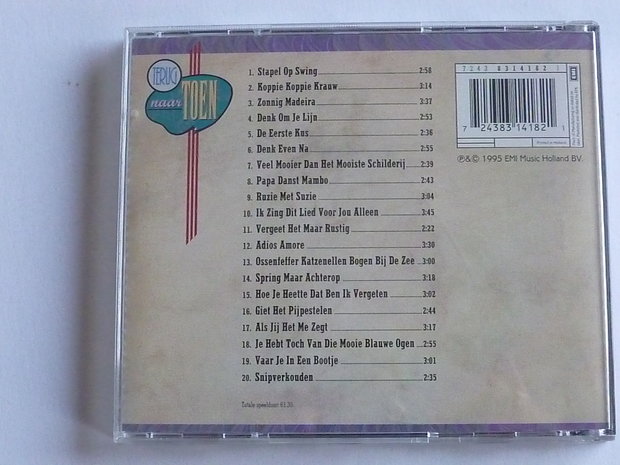 TERUG
naar
TOEN
1. Stapel Op Swing 2:58
2. Koppie Koppie Krauw 3:14
3. Zonnig Madeira 3:37
4. Denk Om Je Lijn 2:53
5. De Eerste Kus 2:36
6. Denk Even Na 2:55
7. Veel Mooier Dan Het Mooiste Schilderij 2:39
8. Papa Danst Mambo 2:43
9. Ruzie Met Suzie 3:04
10. Ik Zing Dit Lied Voor Jou Alleen 3:45
11. Vergeet Het Maar Rustig 2:22
12. Adios Amore 3:30
13. Ossenfeffer Katzenellen Bogen Bij De Zee 3:00
14. Spring Maar Achterop 3:18
15. Hoe Je Heette Dat Ben Ik Vergeten 3:02
16. Giet Het Pijpestelen 2:44
17. Als Jij Het Me Zegt 3:17
18. Je Hebt Toch Van Die Mooie Blauwe Ogen 2:55
19. Vaar Je In Een Bootje 3:01
20. Snipverkouden 2:35
Totale speelduur: 61.35
7243 8314182 1
7 24383 14182 1
EMI
Printed in Holland
℗&© 1995 EMI Music Holland BV.